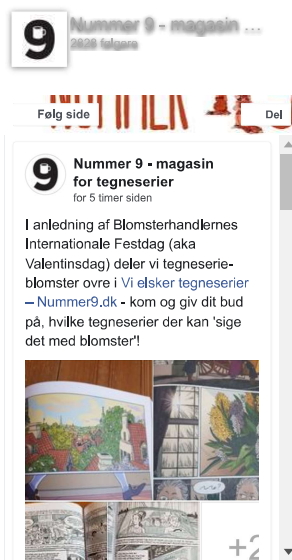 9
Nummer 9 - magasin ...
2828 følgere
NUMMER
Følg side
Del
9
Nummer 9 - magasin
for tegneserier
for 5 timer siden
I anledning af Blomsterhandlernes
Internationale Festdag (aka
Valentinsdag) deler vi tegneserie-
blomster ovre i Vi elsker tegneserier
– Nummer9.dk - kom og giv dit bud
på, hvilke tegneserier der kan 'sige
det med blomster'!